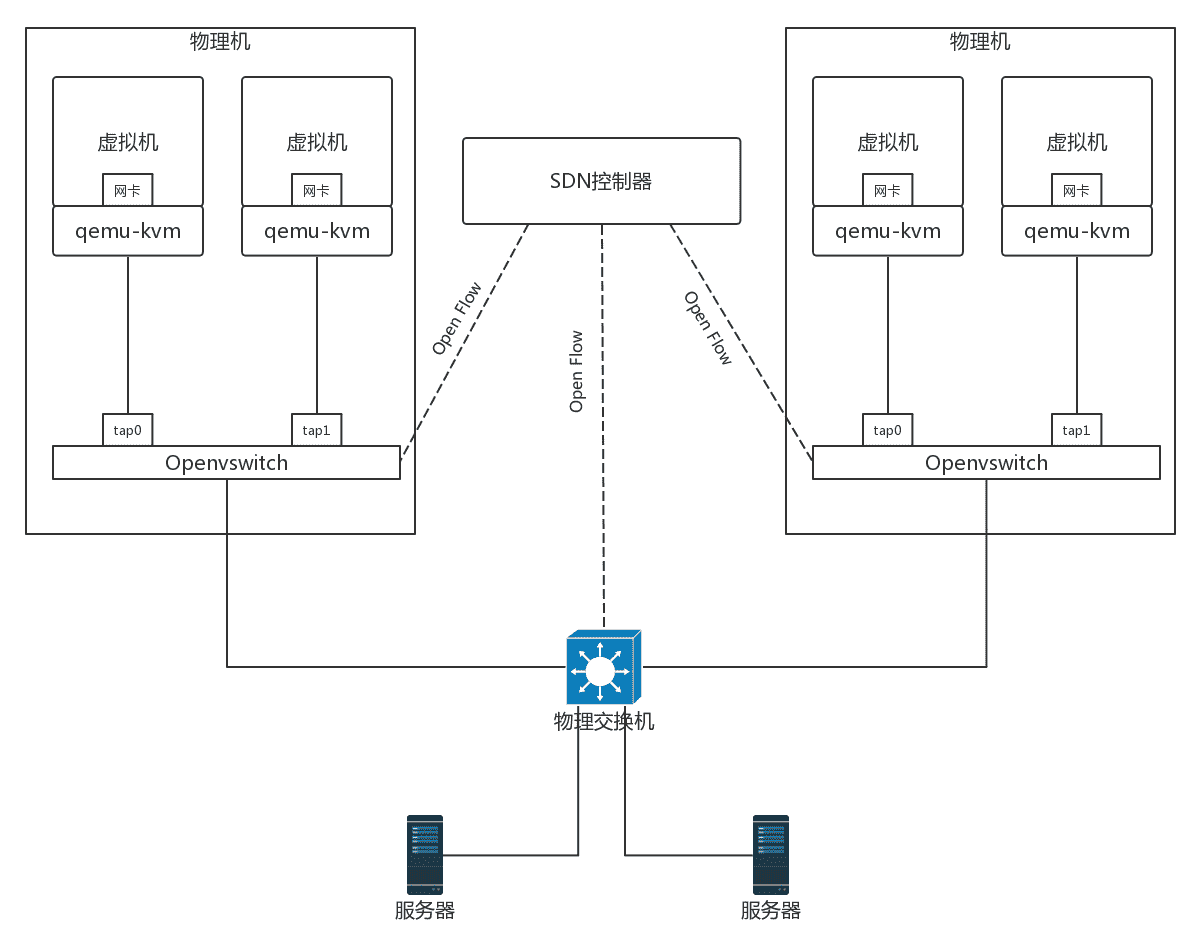 物理机
虚拟机
网卡
qemu-kvm
虚拟机
网卡
qemu-kvm
tap0
tap1
Openvswitch
SDN控制器
Open Flow
Open Flow
Open Flow
物理机
虚拟机
网卡
qemu-kvm
虚拟机
网卡
qemu-kvm
tap0
tap1
Openvswitch
物理交换机
服务器
服务器